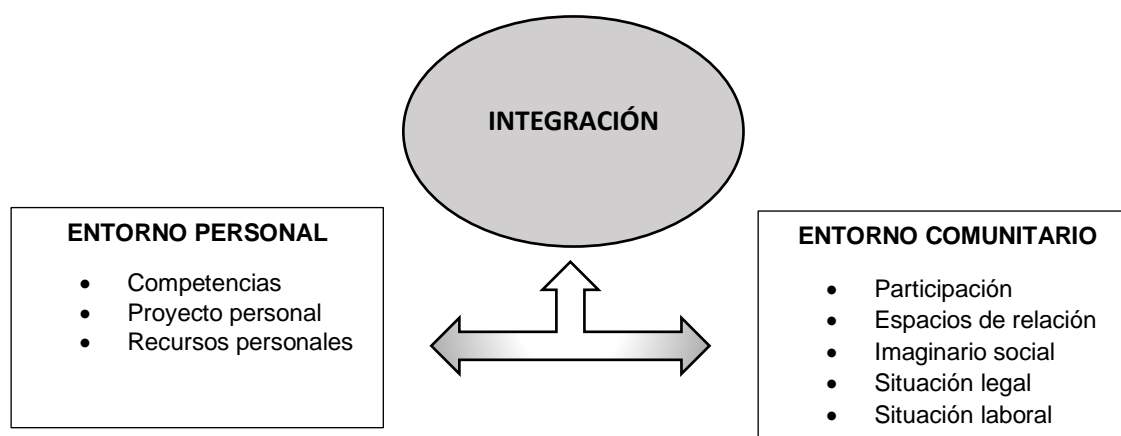 INTEGRACIÓN
ENTORNO PERSONAL
• Competencias
• Proyecto personal
• Recursos personales
ENTORNO COMUNITARIO
• Participación
• Espacios de relación
• Imaginario social
• Situación legal
• Situación laboral